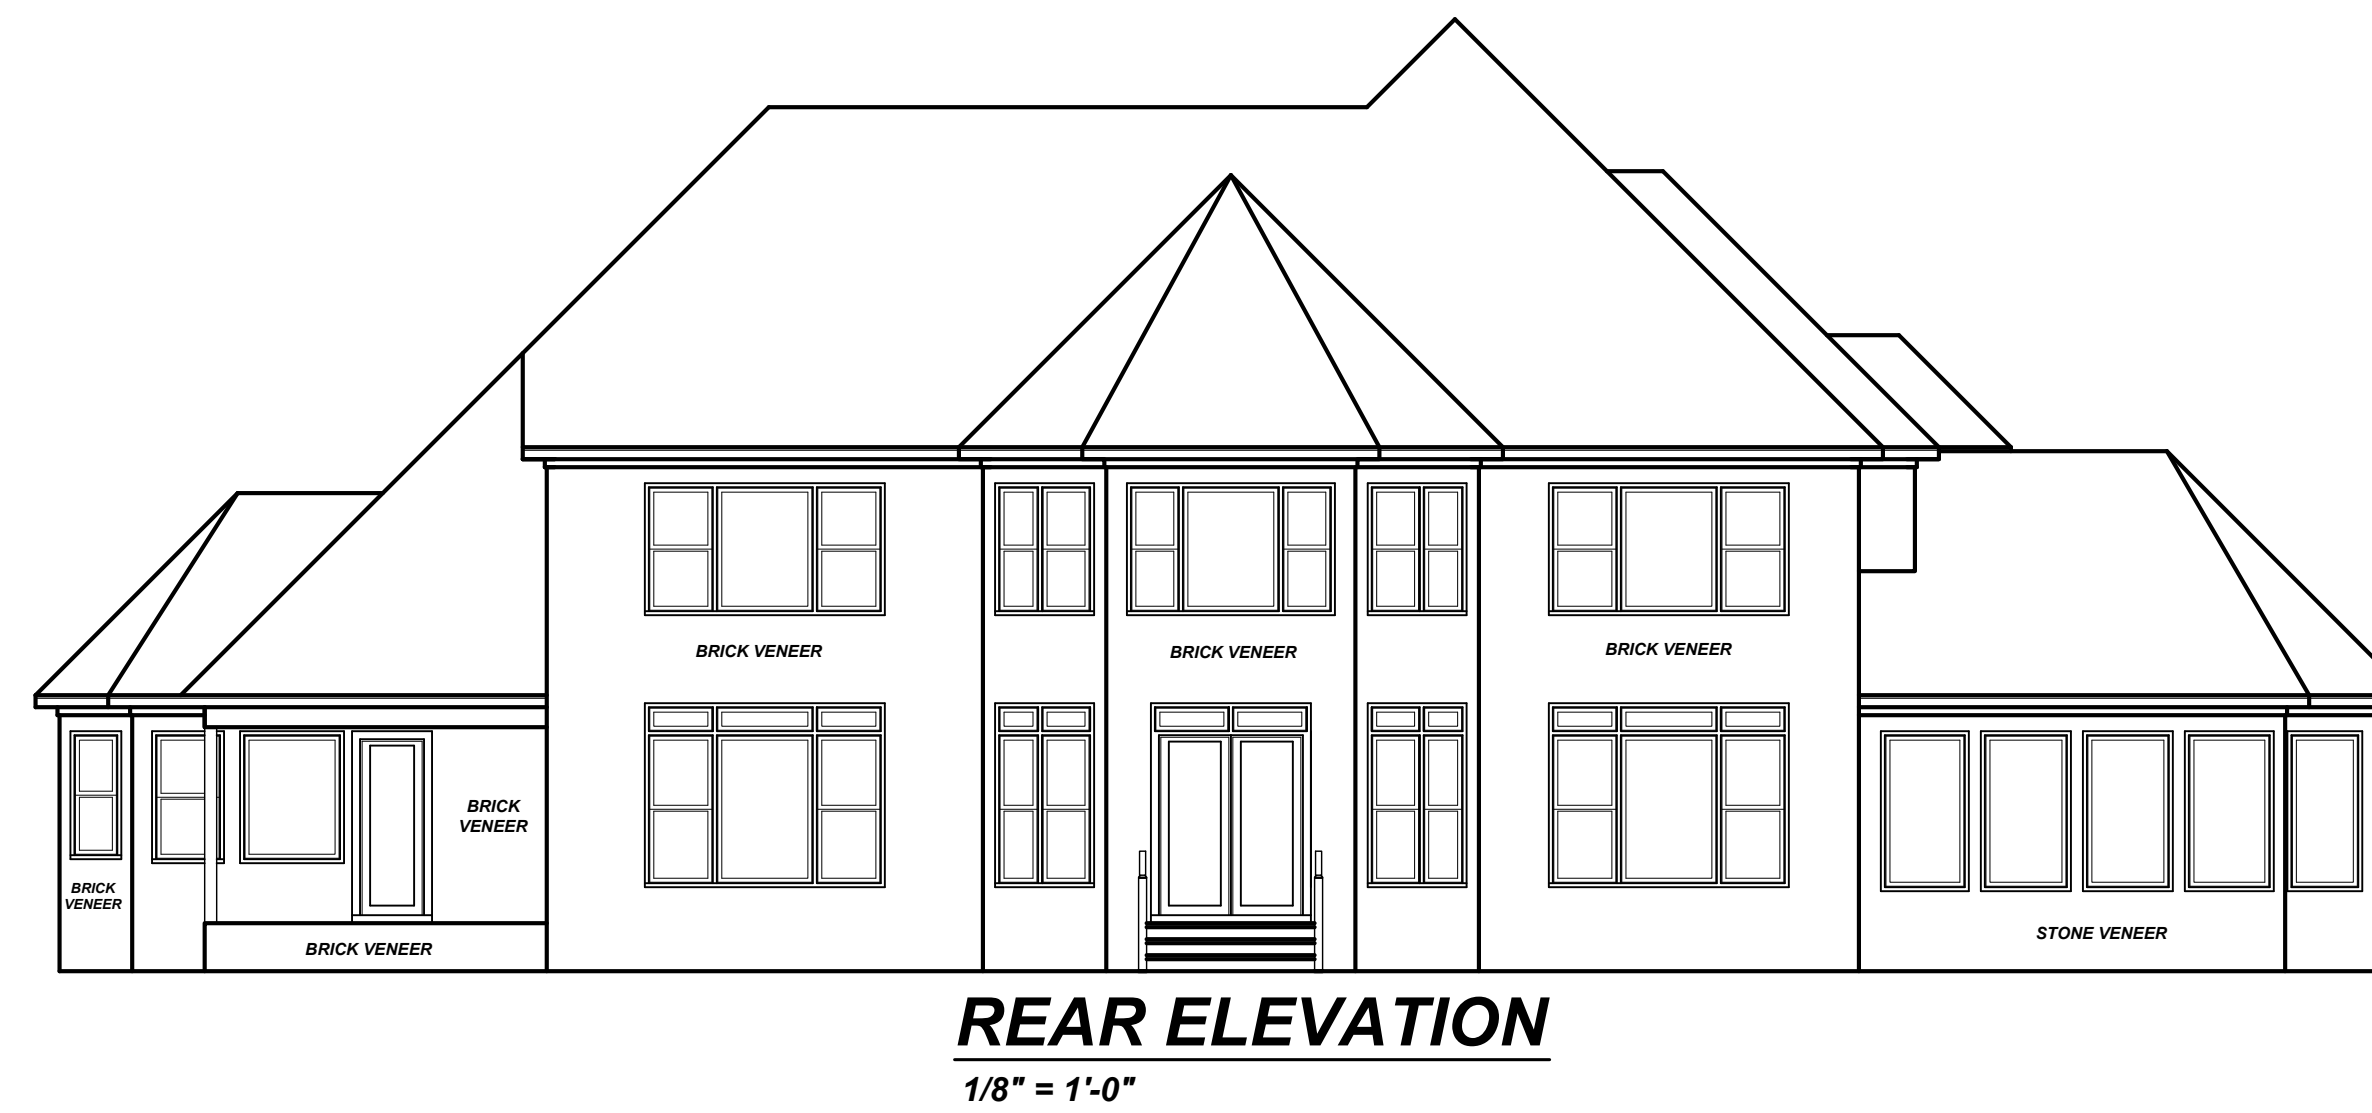 BRICK VENEER
BRICK VENEER
BRICK VENEER
BRICK
VENEER
BRICK
VENEER
BRICK VENEER
STONE VENEER
REAR ELEVATION
1/8" = 1'-0"